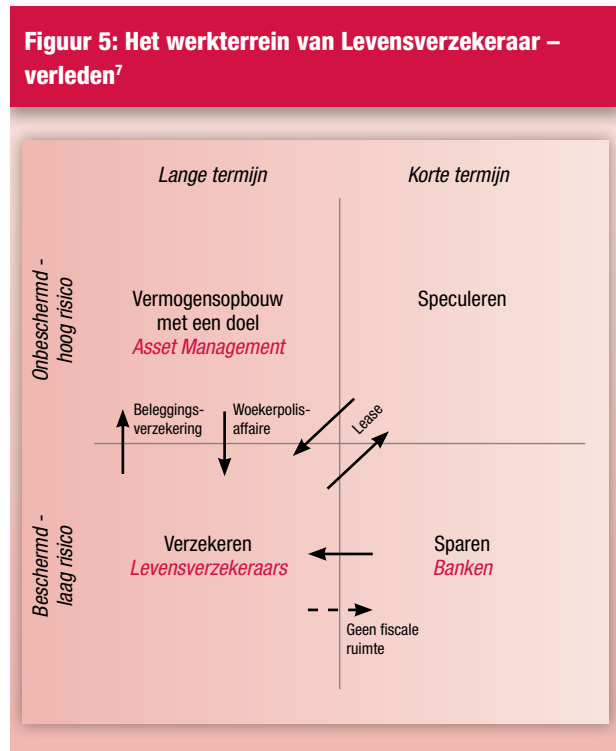 Figuur 5: Het werkterrein van Levensverzekeraar –
verleden7
Lange termijn
Korte termijn
Onbeschermd -
hoog risico
Vermogensopbouw
met een doel
Asset Management
Speculeren
Beleggings-
verzekering
Woekerpolis-
affaire
Lease
Beschermd -
laag risico
Verzekeren
Levensverzekeraars
Sparen
Banken
Geen fiscale
ruimte